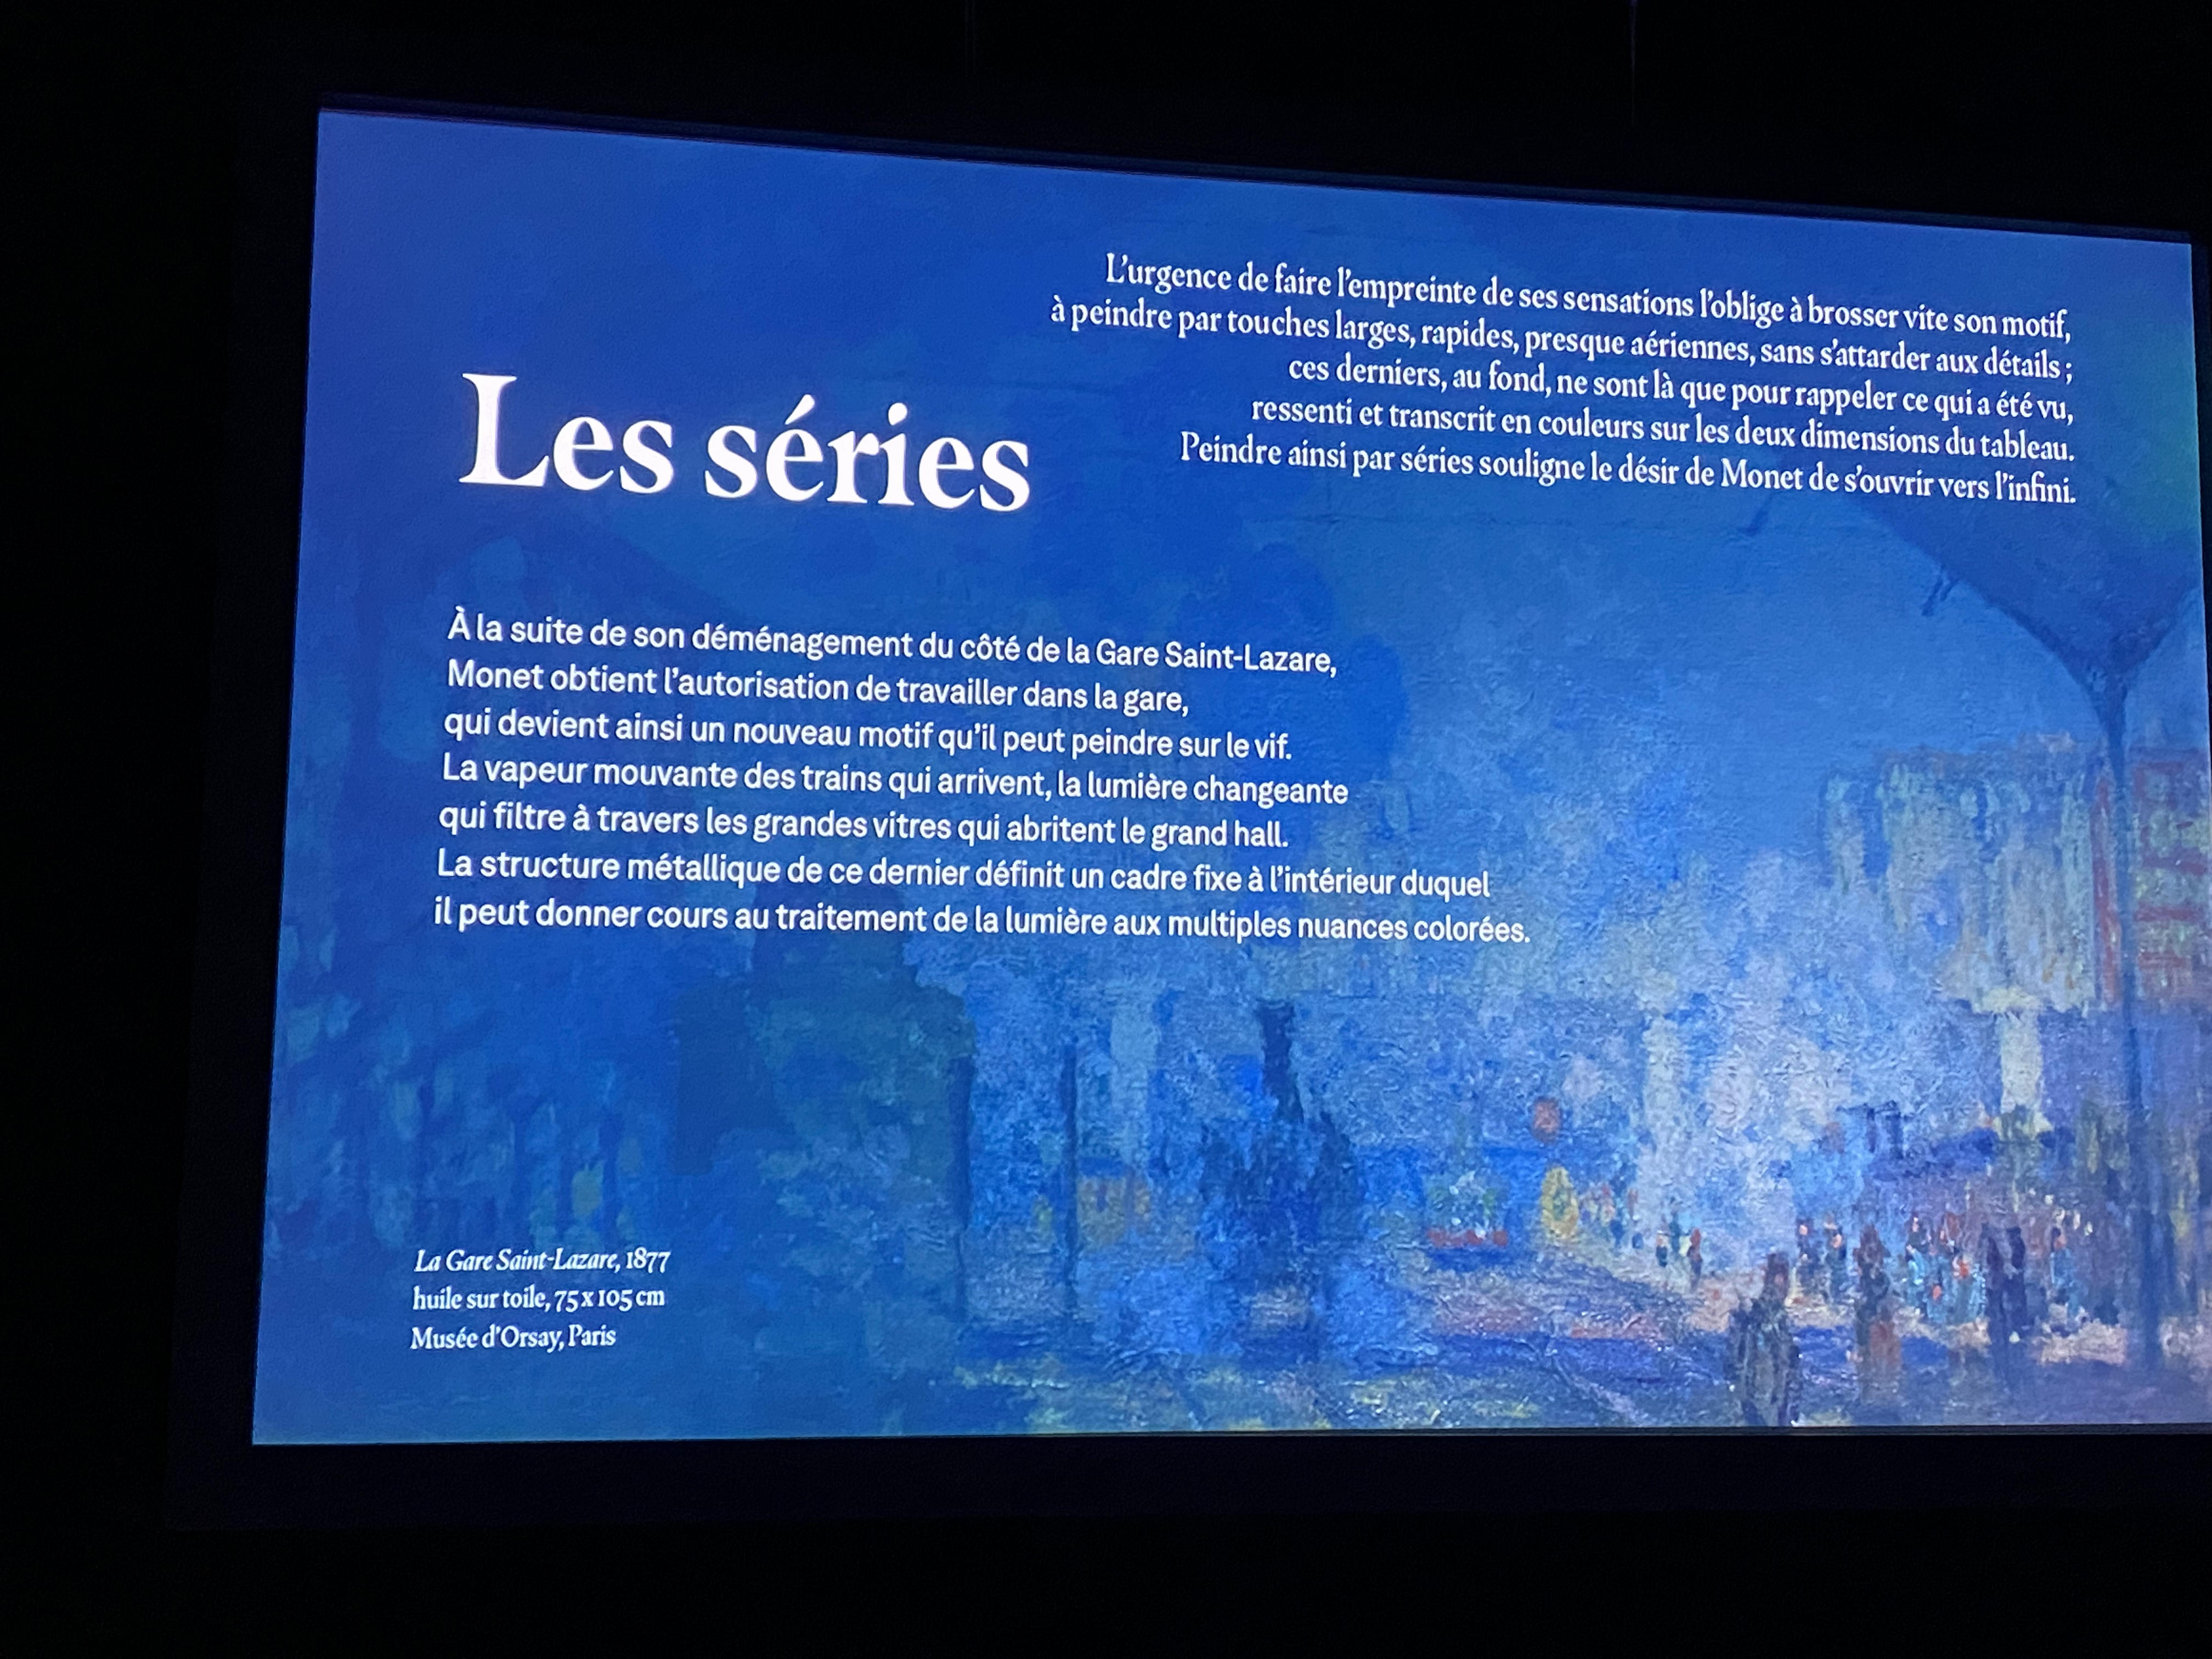 Les séries
L'urgence de faire l'empreinte de ses sensations l'oblige à brosser vite son motif,
à peindre par touches larges, rapides, presque aériennes, sans s'attarder aux détails ;
ces derniers, au fond, ne sont là que pour rappeler ce qui a été vu,
ressenti et transcrit en couleurs sur les deux dimensions du tableau.
Peindre ainsi par séries souligne le désir de Monet de s'ouvrir vers l'infini.
À la suite de son déménagement du côté de la Gare Saint-Lazare,
Monet obtient l'autorisation de travailler dans la gare,
qui devient ainsi un nouveau motif qu'il peut peindre sur le vif.
La vapeur mouvante des trains qui arrivent, la lumière changeante
qui filtre à travers les grandes vitres qui abritent le grand hall.
La structure métallique de ce dernier définit un cadre fixe à l'intérieur duquel
il peut donner cours au traitement de la lumière aux multiples nuances colorées.
La Gare Saint-Lazare, 1877
huile sur toile, 75 x 105 cm
Musée d'Orsay, Paris